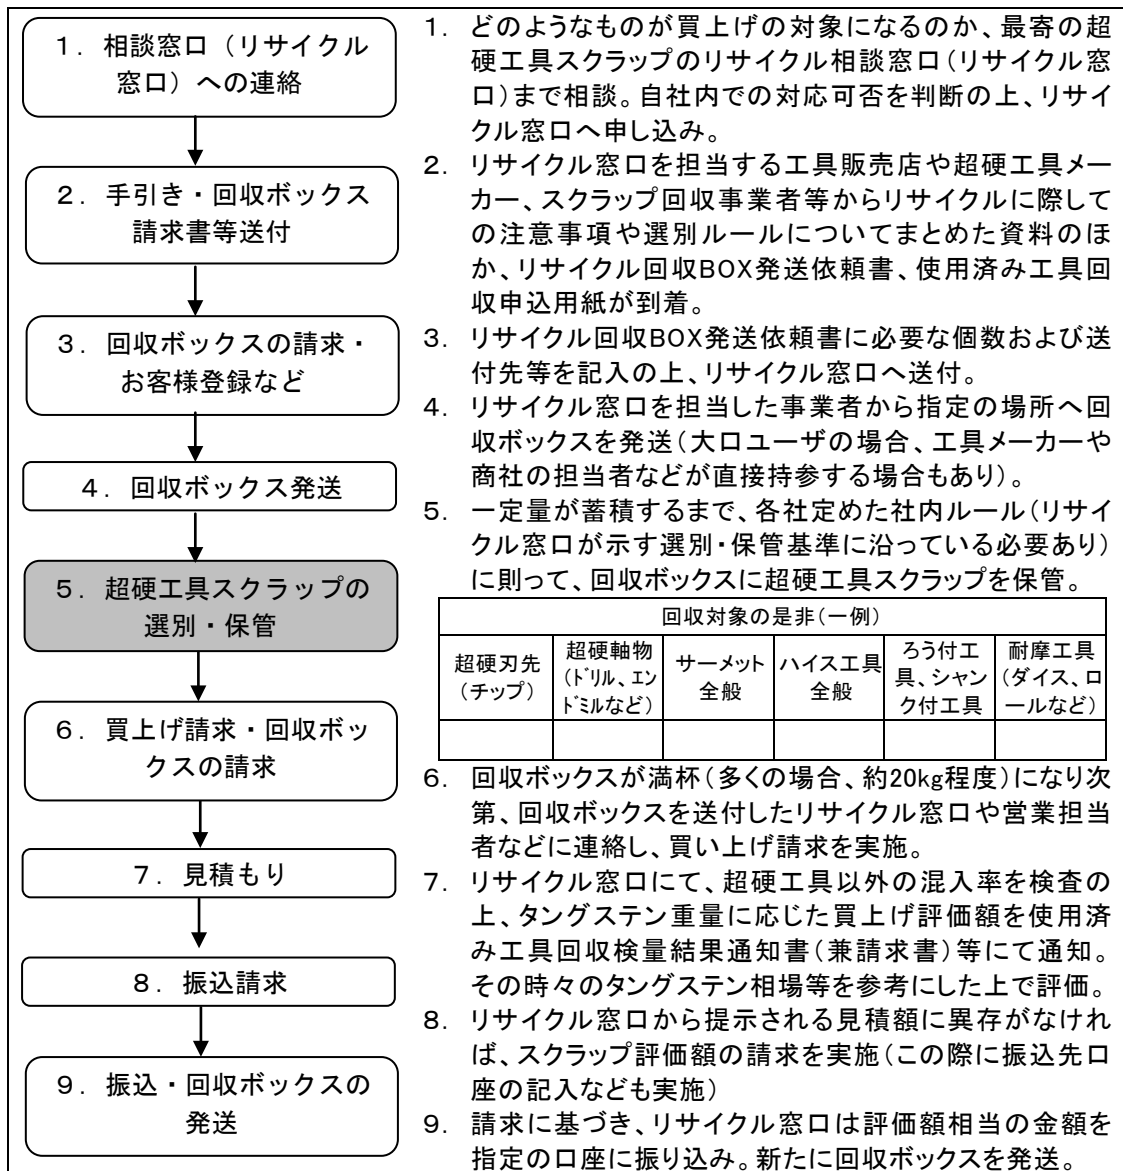 １．相談窓口（リサイクル
窓口）への連絡
２．手引き・回収ボックス
請求書等送付
３．回収ボックスの請求・
お客様登録など
４．回収ボックス発送
５．超硬工具スクラップの
選別・保管
６．買上げ請求・回収ボッ
クスの請求
７．見積もり
８．振込請求
９．振込・回収ボックスの
発送
１．どのようなものが買上げの対象になるのか、最寄の超
硬工具スクラップのリサイクル相談窓口（リサイクル窓
口）まで相談。自社内での対応可否を判断の上、リサイ
クル窓口へ申し込み。
２．リサイクル窓口を担当する工具販売店や超硬工具メー
カー、スクラップ回収事業者等からリサイクルに際して
の注意事項や選別ルールについてまとめた資料のほ
か、リサイクル回収BOX発送依頼書、使用済み工具回
収申込用紙が到着。
３．リサイクル回収BOX発送依頼書に必要な個数および送
付先等を記入の上、リサイクル窓口へ送付。
４．リサイクル窓口を担当した事業者から指定の場所へ回
収ボックスを発送（大口ユーザの場合、工具メーカーや
商社の担当者などが直接持参する場合もあり）。
５．一定量が蓄積するまで、各社定めた社内ルール（リサイ
クル窓口が示す選別・保管基準に沿っている必要あり）
に則って、回収ボックスに超硬工具スクラップを保管。
回収対象の是非（一例）
超硬刃先
（チップ）
超硬軸物
（ﾄﾞﾘﾙ、ｴﾝ
ﾄﾞﾐﾙなど）
サーメット
全般
ハイス工具
全般
ろう付工
具、シャン
ク付工具
耐摩工具
（ダイス、ロ
ールなど）
６．回収ボックスが満杯（多くの場合、約20kg程度）になり次
第、回収ボックスを送付したリサイクル窓口や営業担当
者などに連絡し、買い上げ請求を実施。
７．リサイクル窓口にて、超硬工具以外の混入率を検査の
上、タングステン重量に応じた買上げ評価額を使用済
み工具回収検量結果通知書（兼請求書）等にて通知。
その時々のタングステン相場等を参考にした上で評価。
８．リサイクル窓口から提示される見積額に異存がなけれ
ば、スクラップ評価額の請求を実施（この際に振込先口
座の記入なども実施）
９．請求に基づき、リサイクル窓口は評価額相当の金額を
指定の口座に振り込み。新たに回収ボックスを発送。